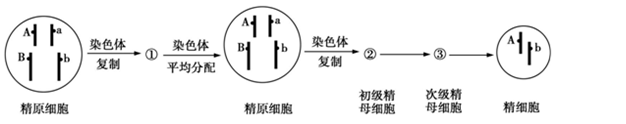 A a 染色体 染色体 A a 染色体 A
B b 复制 ① 平均分配 B b 复制 ② ③ b
精原细胞 精原细胞 初级精母细胞 次级精母细胞 精细胞